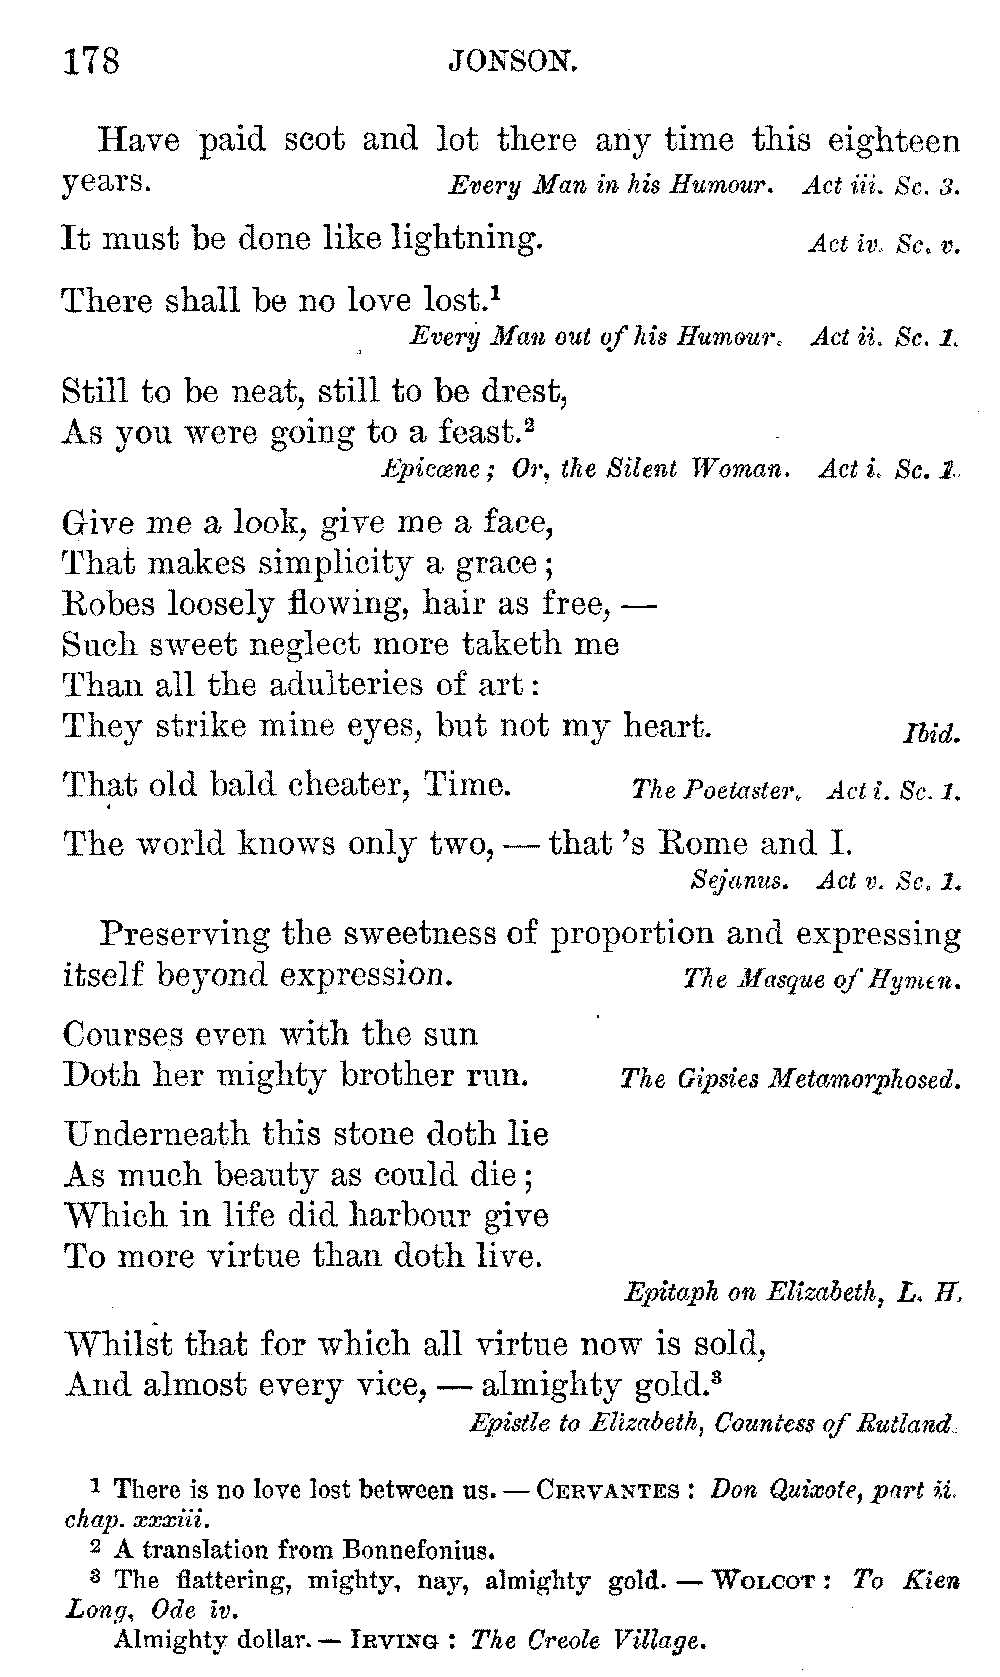 178 JONSON.
Have paid scot and lot there any time this eighteen
years. Every Man in his Humour. Act iii. Sc. 3.
It must be done like lightning. Act iv. Sc. v.
There shall be no love lost.¹
Every Man out of his Humour. Act ii. Sc. 1.
Still to be neat, still to be drest,
As you were going to a feast.²
Epicœne; Or, the Silent Woman. Act i. Sc. 1.
Give me a look, give me a face,
That makes simplicity a grace;
Robes loosely flowing, hair as free, —
Such sweet neglect more taketh me
Than all the adulteries of art:
They strike mine eyes, but not my heart. Ibid.
That old bald cheater, Time. The Poetaster. Act i. Sc. 1.
The world knows only two, — that 's Rome and I.
Sejanus. Act v. Sc. 1.
Preserving the sweetness of proportion and expressing
itself beyond expression. The Masque of Hymen.
Courses even with the sun
Doth her mighty brother run. The Gipsies Metamorphosed.
Underneath this stone doth lie
As much beauty as could die;
Which in life did harbour give
To more virtue than doth live.
Epitaph on Elizabeth, L. H.
Whilst that for which all virtue now is sold,
And almost every vice, — almighty gold.³
Epistle to Elizabeth, Countess of Rutland.
1 There is no love lost between us. — CERVANTES: Don Quixote, part ii.
chap. xxxiii.
2 A translation from Bonnefonius.
3 The flattering, mighty, nay, almighty gold. — WOLCOT: To Kien
Long, Ode iv.
Almighty dollar. — IRVING: The Creole Village.